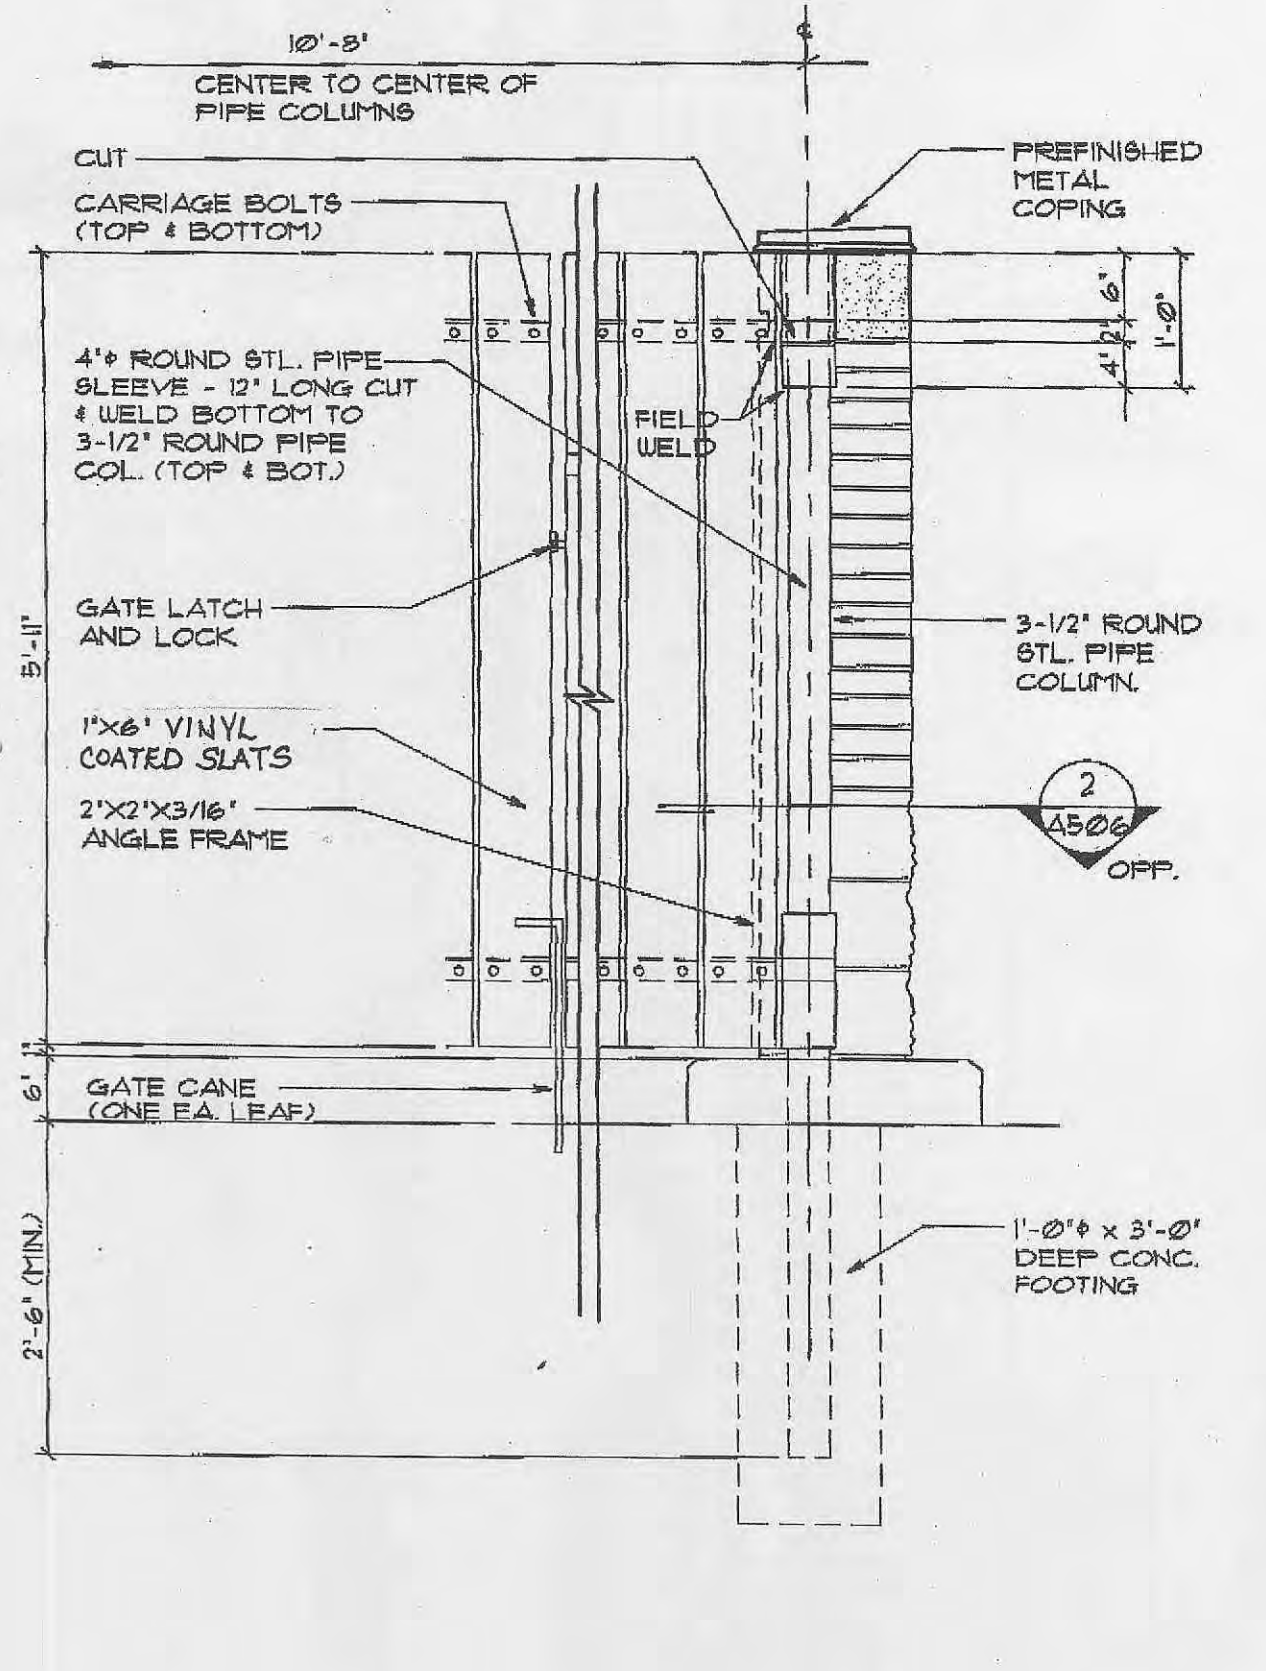 10'-8"
CENTER TO CENTER OF
PIPE COLUMNS
CUT
CARRIAGE BOLTS
(TOP & BOTTOM)
PREFINISHED
METAL
COPING
6"
2"
4"
1'-0"
4"ϕ ROUND STL. PIPE
SLEEVE - 12" LONG CUT
& WELD BOTTOM TO
3-1/2" ROUND PIPE
COL. (TOP & BOT.)
FIELD
WELD
GATE LATCH
AND LOCK
3-1/2" ROUND
STL. PIPE
COLUMN.
5'-11"
1"X6" VINYL
COATED SLATS
2"X2"X3/16"
ANGLE FRAME
2
A506
OPP.
1"
6"
GATE CANE
(ONE EA. LEAF)
2'-6" (MIN.)
1'-0"ϕ x 3'-0"
DEEP CONC.
FOOTING